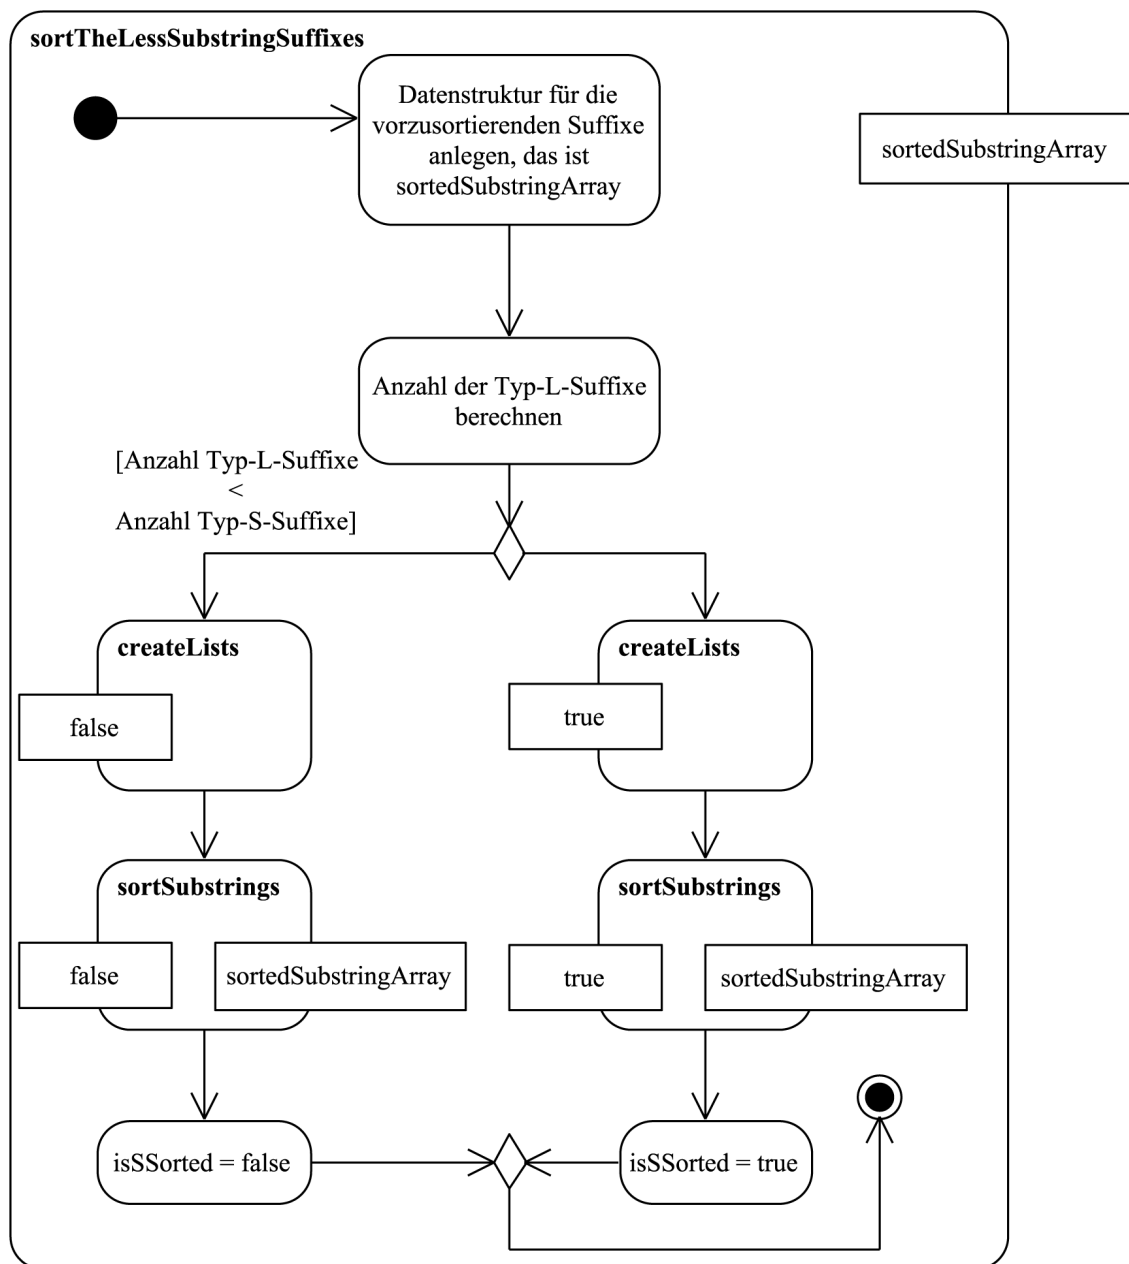 sortTheLessSubstringSuffixes
Datenstruktur für die
vorzusortierenden Suffixe
anlegen, das ist
sortedSubstringArray
sortedSubstringArray
Anzahl der Typ-L-Suffixe
berechnen
[Anzahl Typ-L-Suffixe
<
Anzahl Typ-S-Suffixe]
createLists
false
createLists
true
sortSubstrings
false
sortedSubstringArray
sortSubstrings
true
sortedSubstringArray
isSSorted = false
isSSorted = true